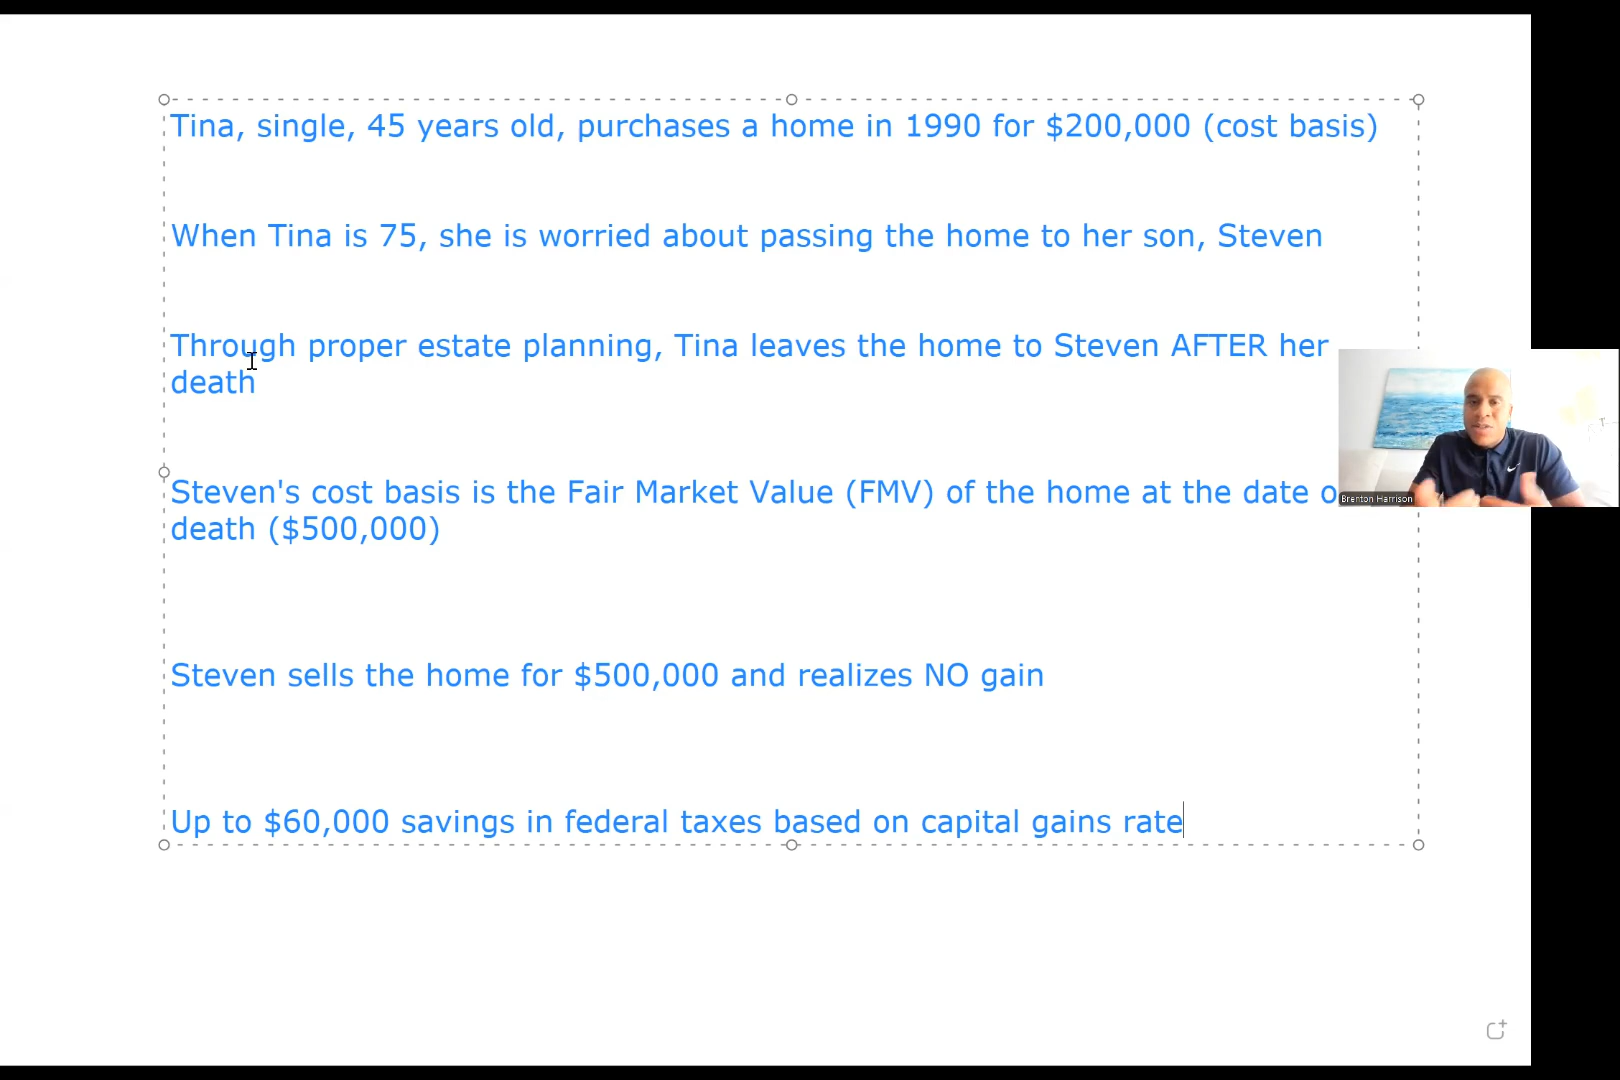 Tina, single, 45 years old, purchases a home in 1990 for $200,000 (cost basis)
When Tina is 75, she is worried about passing the home to her son, Steven
Through proper estate planning, Tina leaves the home to Steven AFTER her
death
Steven's cost basis is the Fair Market Value (FMV) of the home at the date o
death ($500,000)
Steven sells the home for $500,000 and realizes NO gain
Up to $60,000 savings in federal taxes based on capital gains rate
Brenton Harrison